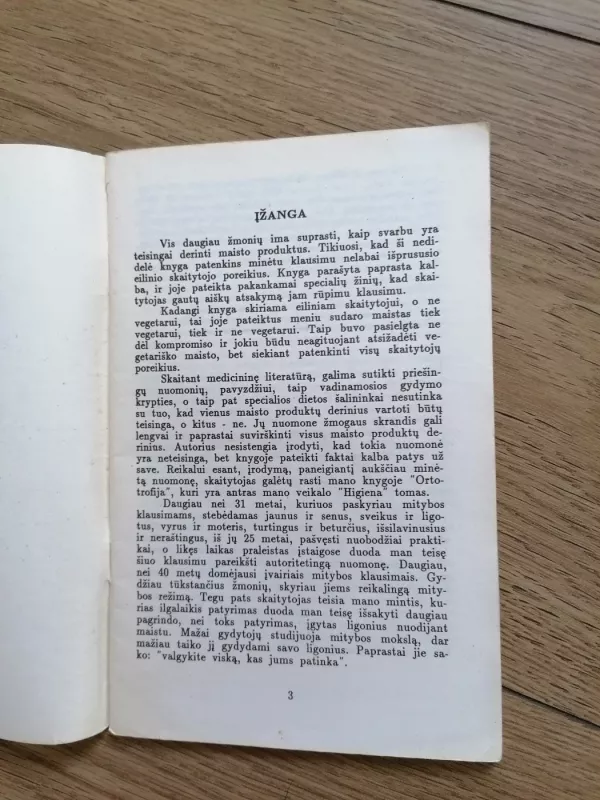 ĮŽANGA
Vis daugiau žmonių ima suprasti, kaip svarbu yra
teisingai derinti maisto produktus. Tikiuosi, kad ši nedi-
delė knyga patenkins minėtu klausimu nelabai išprususio
eilinio skaitytojo poreikius. Knyga parašyta paprasta kal-
ba, ir joje pateikta pakankamai specialių žinių, kad skai-
tytojas gautų aiškų atsakymą jam rūpimu klausimu.
Kadangi knyga skiriama eiliniam skaitytojui, o ne
vegetarui, tai joje pateiktus meniu sudaro maistas tiek
vegetarui, tiek ir ne vegetarui. Taip buvo pasielgta ne
dėl kompromiso ir jokiu būdu neagituojant atsižadėti ve-
getariško maisto, bet siekiant patenkinti visų skaitytojų
poreikius.
Skaitant medicininę literatūrą, galima sutikti priešin-
gų nuomonių, pavyzdžiui, taip vadinamosios gydymo
krypties, o taip pat specialios dietos šalininkai nesutinka
su tuo, kad vienus maisto produktų derinius vartoti būtų
teisinga, o kitus - ne. Jų nuomone žmogaus skrandis gali
lengvai ir paprastai suvirškinti visus maisto produktų de-
rinius. Autorius nesistengia įrodyti, kad tokia nuomonė
yra neteisinga, bet knygoje pateikti faktai kalba patys už
save. Reikalui esant, įrodymą, paneigiantį aukščiau minė-
tą nuomonę, skaitytojas galėtų rasti mano knygoje "Orto-
trofija", kuri yra antras mano veikalo "Higiena" tomas.
Daugiau nei 31 metai, kuriuos paskyriau mitybos
klausimams, stebėdamas jaunus ir senus, sveikus ir ligo-
tus, vyrus ir moteris, turtingus ir beturčius, išsilavinusius
ir neraštingus, iš jų 25 metai, pašvęsti nuobodžiai prakti-
kai, o likęs laikas praleistas įstaigose duoda man teisę
šiuo klausimu pareikšti autoritetingą nuomonę. Daugiau,
nei 40 metų domėjausi įvairiais mitybos klausimais. Gy-
džiau tūkstančius žmonių, skyriau jiems reikalingą mity-
bos režimą. Tegu pats skaitytojas teisia mano mintis, ku-
rias ilgalaikis patyrimas duoda man teisę išsakyti daugiau
pagrindo, nei toks patyrimas, įgytas ligonius nuodijant
maistu. Mažai gydytojų studijuoja mitybos mokslą, dar
mažiau taiko jį gydydami savo ligonius. Paprastai jie sa-
ko: "valgykite viską, kas jums patinka".
3